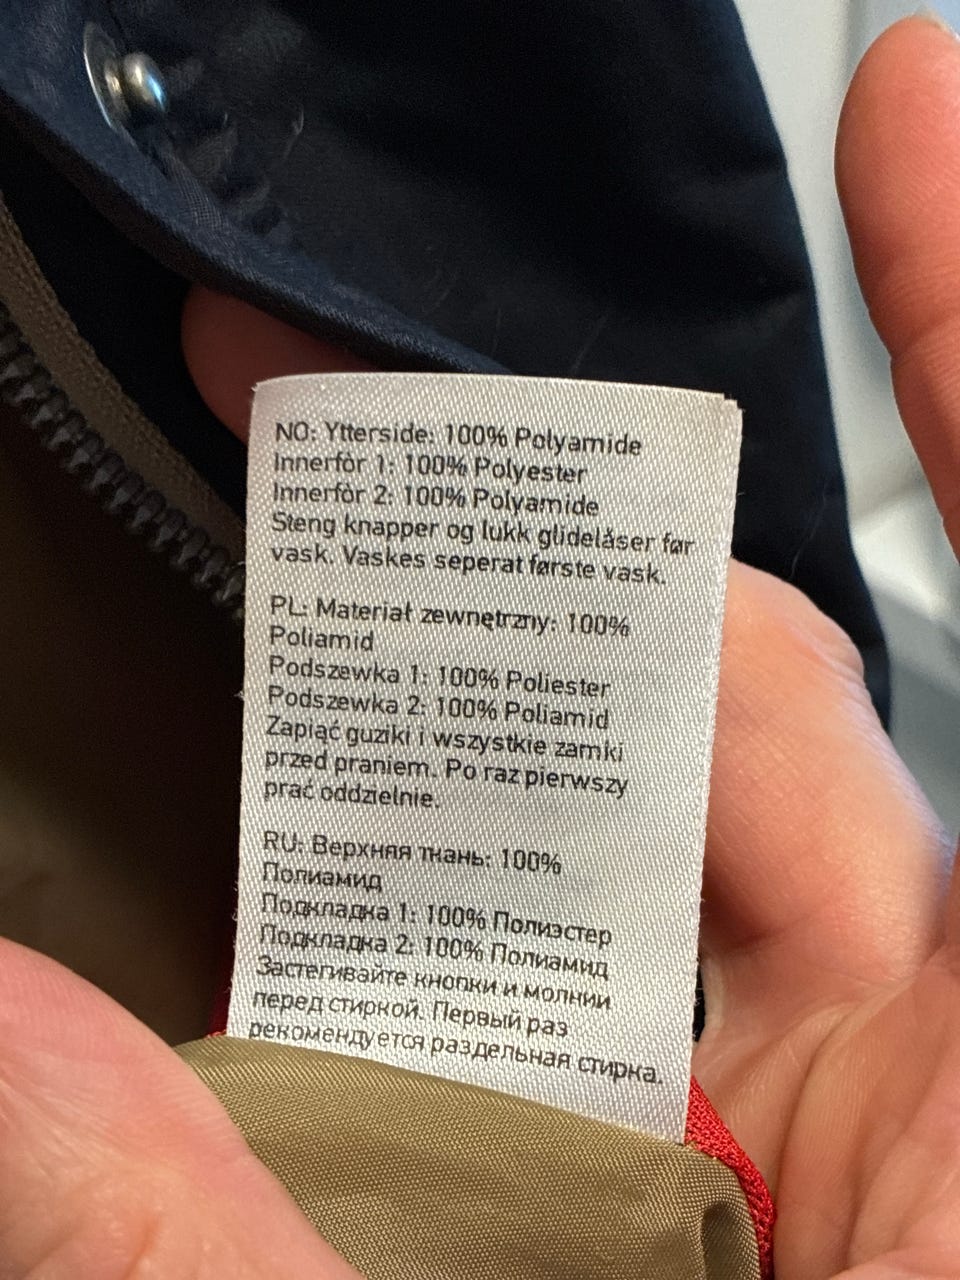 NO: Ytterside: 100% Polyamide
Innerfòr 1: 100% Polyester
Innerfòr 2: 100% Polyamide
Steng knapper og lukk glidelåser før
vask. Vaskes seperat første vask.
PL: Materiał zewnętrzny: 100%
Poliamid
Podszewka 1: 100% Poliester
Podszewka 2: 100% Poliamid
Zapiąć guziki i wszystkie zamki
przed praniem. Po raz pierwszy
prać oddzielnie.
RU: Верхняя ткань: 100%
Полиамид
Подкладка 1: 100% Полиэстер
Подкладка 2: 100% Полиамид
Застегивайте кнопки и молнии
перед стиркой. Первый раз
рекомендуется раздельная стирка.